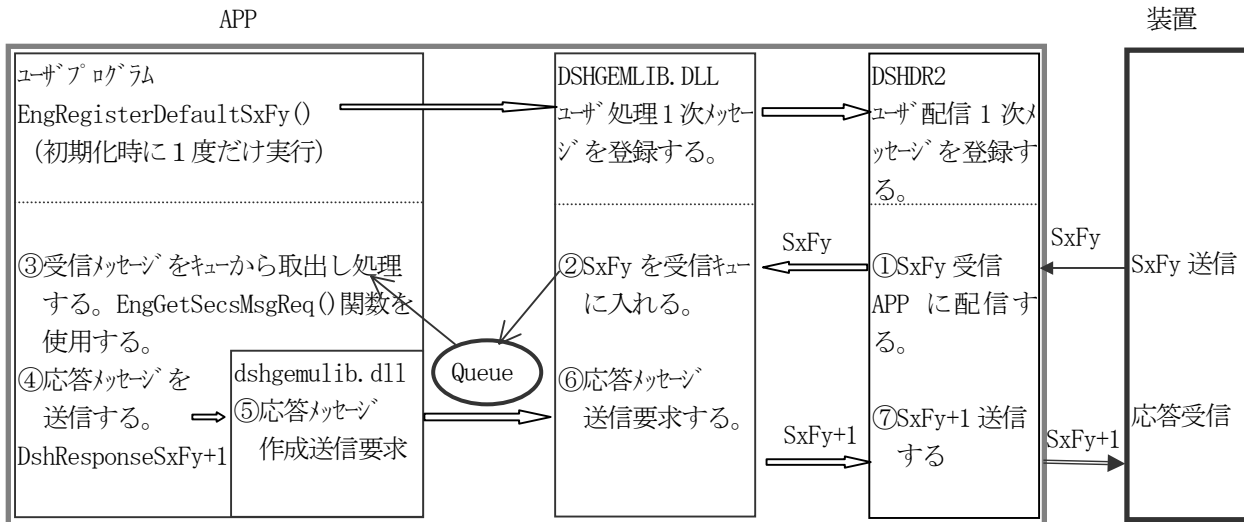 APP
装置
ﾕｰｻﾞﾌﾟﾛｸﾞﾗﾑ
EngRegisterDefaultSxFy()
（初期化時に１度だけ実行）
DSHGEMLIB.DLL
ﾕｰｻﾞ処理１次ﾒｯｾｰ
ｼﾞを登録する。
DSHDR2
ﾕｰｻﾞ配信１次ﾒ
ｯｾｰｼﾞを登録す
る。
③受信ﾒｯｾｰｼﾞをｷｭｰから取出し処理
する。EngGetSecsMsgReq()関数を
使用する。
④応答ﾒｯｾｰｼﾞを
送信する。
DshResponseSxFy+1
dshgemulib.dll
⑤応答ﾒｯｾｰｼﾞ
作成送信要求
Queue
②SxFy を受信ｷｭｰ
に入れる。
⑥応答ﾒｯｾｰｼﾞ
送信要求する。
SxFy
SxFy+1
①SxFy 受信
APP に配信す
る。
⑦SxFy+1 送信
する
SxFy
SxFy+1
SxFy 送信
応答受信